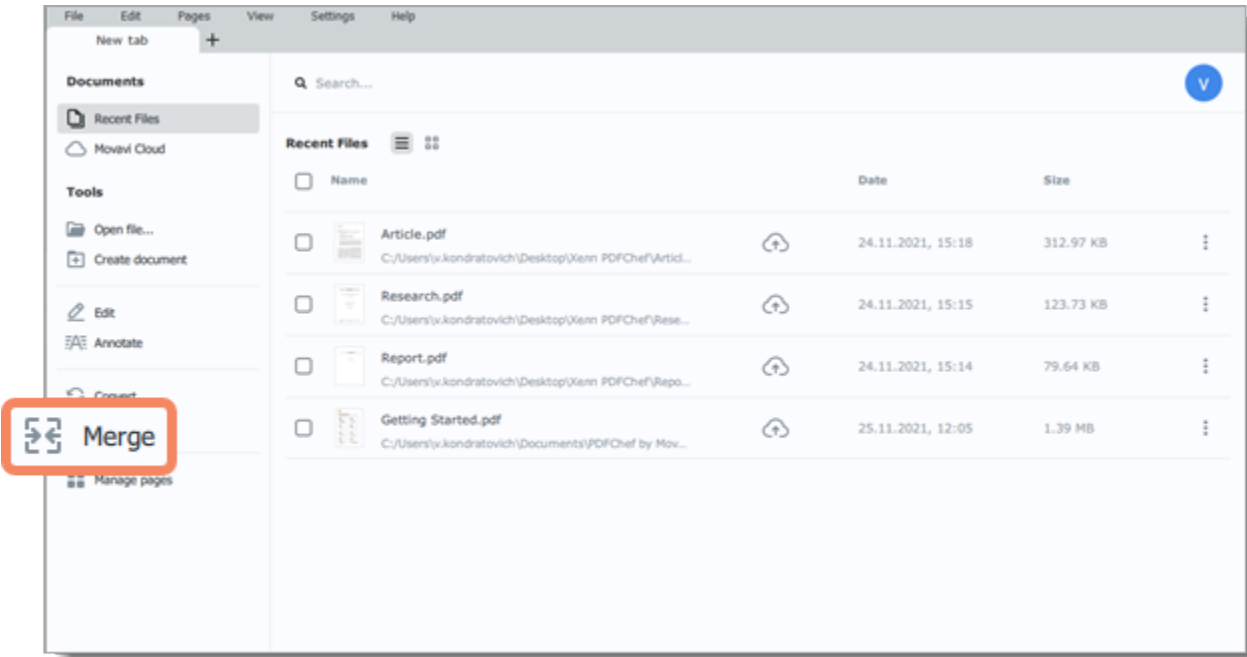 File Edit Pages View Settings Help
New tab +
Documents
Search...
V
Recent Files
Movavi Cloud
Tools
Open file...
Create document
Edit
Annotate
Convert
Merge
Manage pages
Recent Files
Name Date Size
Article.pdf
C:/Users\v.kondratovich\Desktop\Хелп PDFChef\Articl...
24.11.2021, 15:18 312.97 KB
Research.pdf
C:/Users\v.kondratovich\Desktop\Хелп PDFChef\Rese...
24.11.2021, 15:15 123.73 KB
Report.pdf
C:/Users\v.kondratovich\Desktop\Хелп PDFChef\Repo...
24.11.2021, 15:14 79.64 KB
Getting Started.pdf
C:/Users\v.kondratovich\Documents\PDFChef by Mov...
25.11.2021, 12:05 1.39 MB